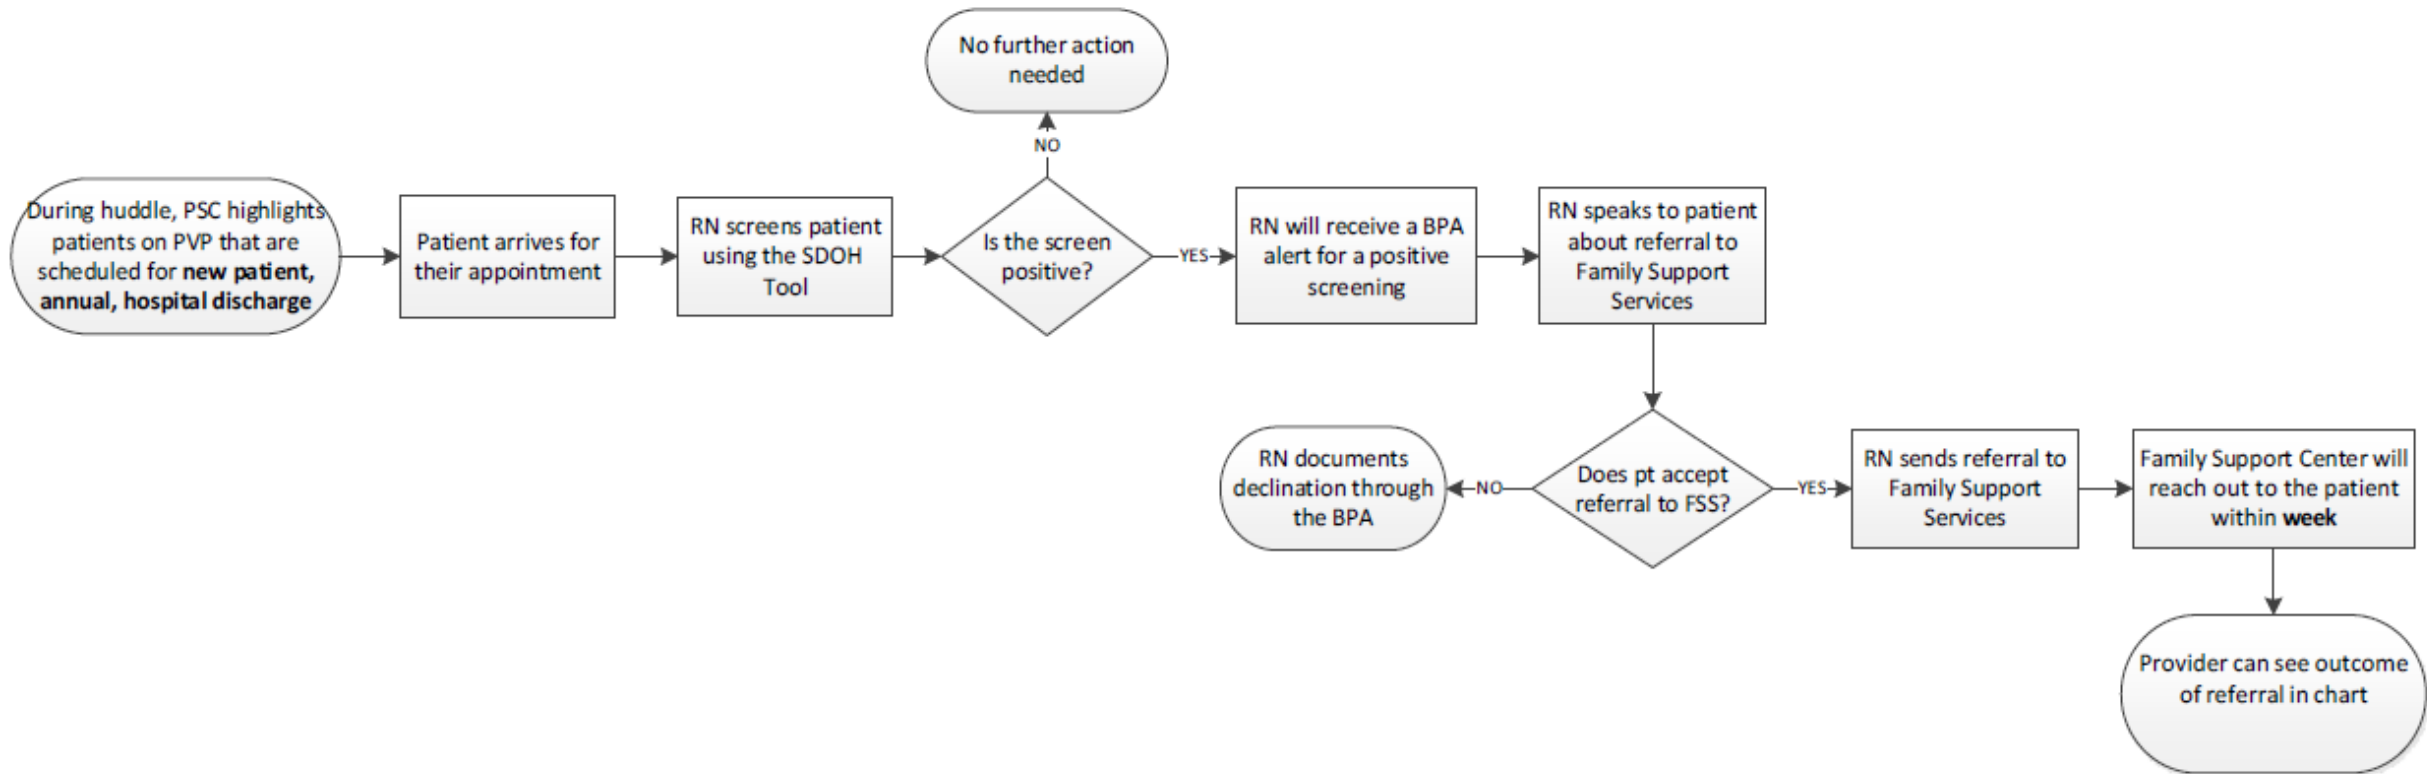 No further action
needed
NO
During huddle, PSC highlights
patients on PVP that are
scheduled for new patient,
annual, hospital discharge
Patient arrives for
their appointment
RN screens patient
using the SDOH
Tool
Is the screen
positive?
YES
RN will receive a BPA
alert for a positive
screening
RN speaks to patient
about referral to
Family Support
Services
RN documents
declination through
the BPA
NO
Does pt accept
referral to FSS?
YES
RN sends referral to
Family Support
Services
Family Support Center will
reach out to the patient
within week
Provider can see outcome
of referral in chart